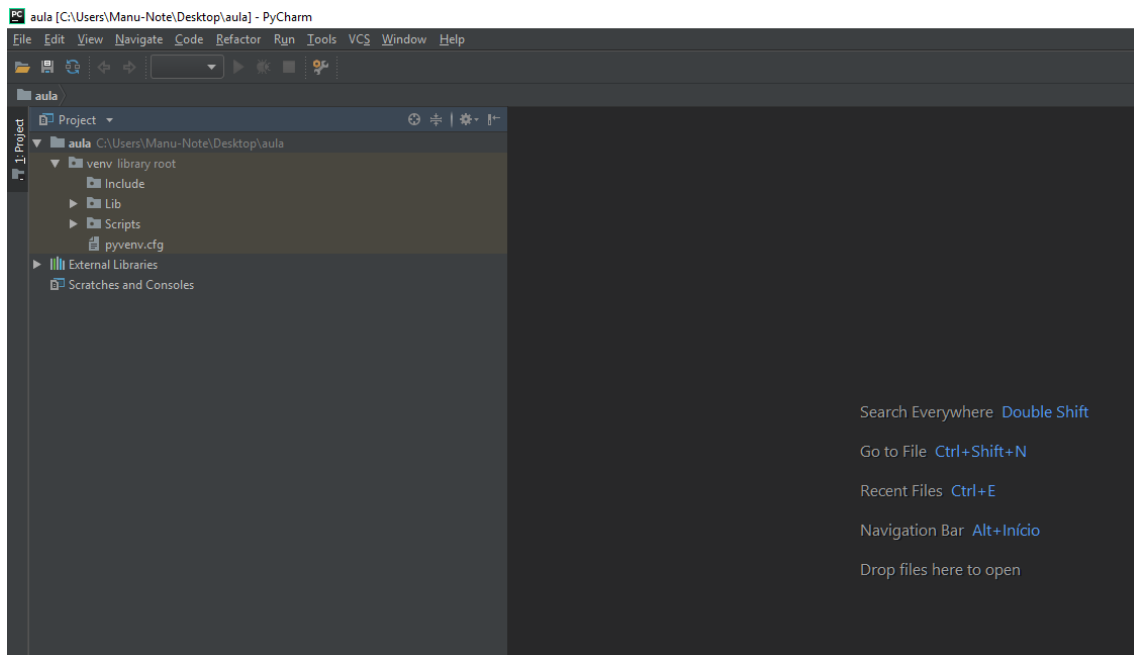 PC aula [C:\Users\Manu-Note\Desktop\aula] - PyCharm
File Edit View Navigate Code Refactor Run Tools VCS Window Help
aula
1: Project
Project
aula C:\Users\Manu-Note\Desktop\aula
venv library root
Include
Lib
Scripts
pyvenv.cfg
External Libraries
Scratches and Consoles
Search Everywhere Double Shift
Go to File Ctrl+Shift+N
Recent Files Ctrl+E
Navigation Bar Alt+Início
Drop files here to open